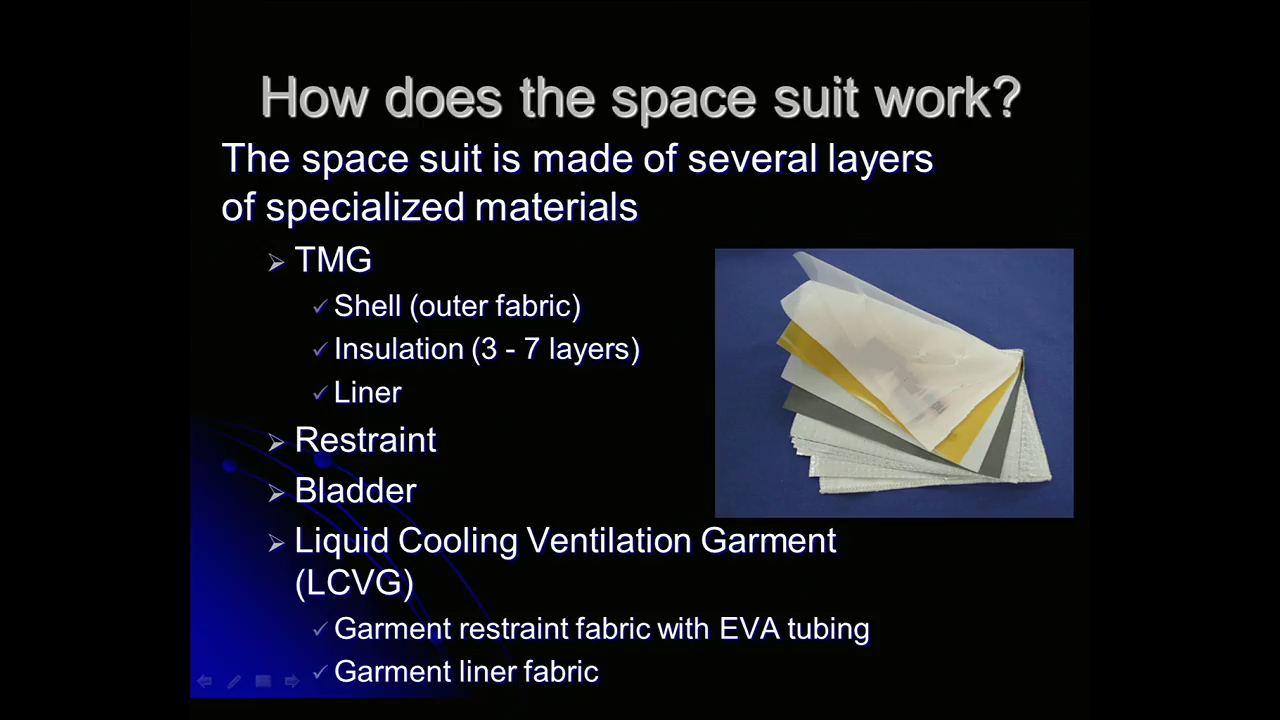 How does the space suit work?
The space suit is made of several layers
of specialized materials
TMG
Shell (outer fabric)
Insulation (3 - 7 layers)
Liner
Restraint
Bladder
Liquid Cooling Ventilation Garment
(LCVG)
Garment restraint fabric with EVA tubing
Garment liner fabric